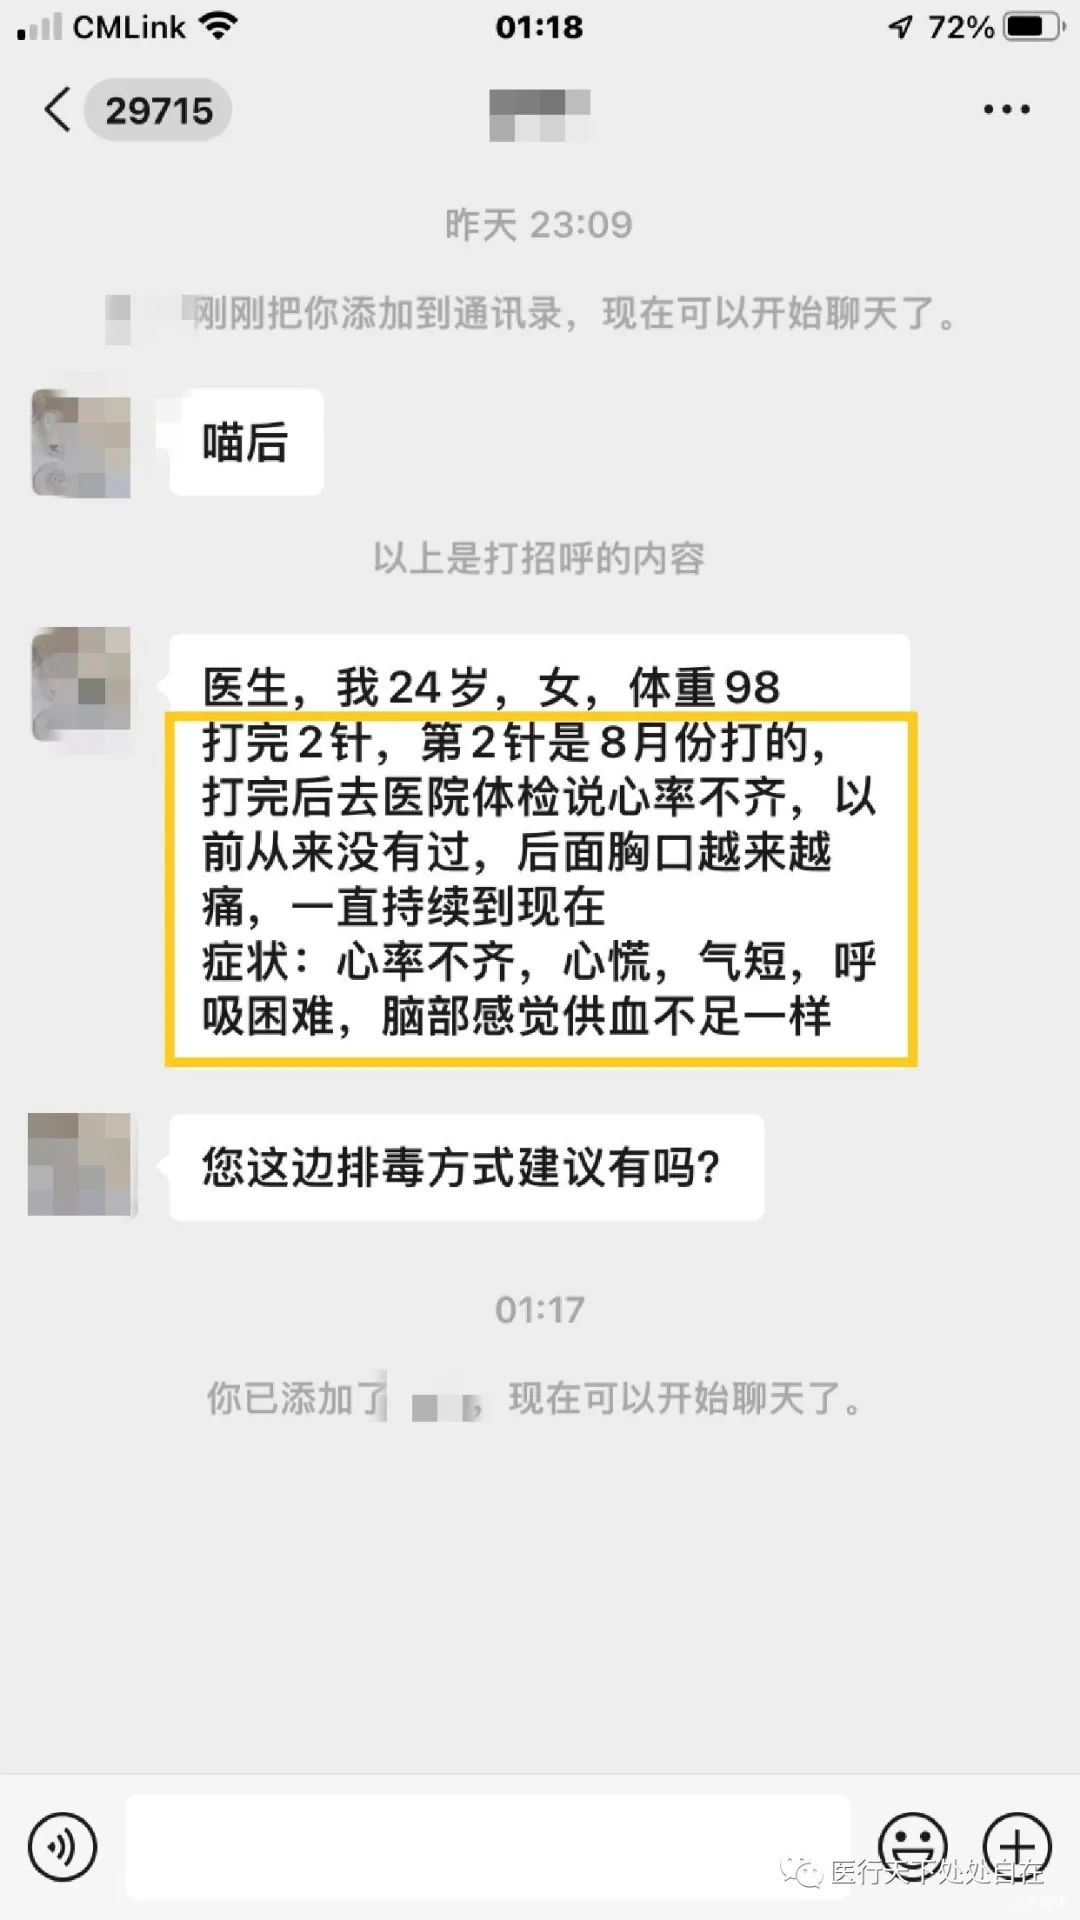 CMLink 01:18 72%
29715
昨天 23:09
刚刚把你添加到通讯录，现在可以开始聊天了。
喵后
以上是打招呼的内容
医生，我24岁，女，体重98
打完2针，第2针是8月份打的，
打完后去医院体检说心率不齐，以
前从来没有过，后面胸口越来越
痛，一直持续到现在
症状：心率不齐，心慌，气短，呼
吸困难，脑部感觉供血不足一样
您这边排毒方式建议有吗？
01:17
你已添加了，现在可以开始聊天了。
医行天下处处自在